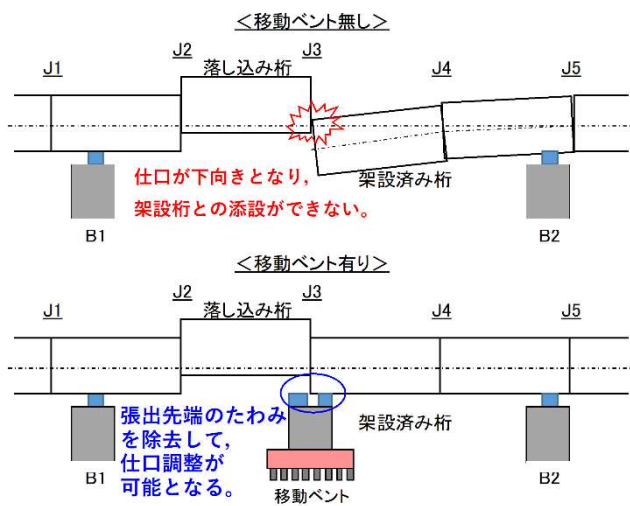 ＜移動ベント無し＞
J1 J2 J3 J4 J5
落し込み桁
仕口が下向きとなり,
架設桁との添設ができない。
架設済み桁
B1 B2
＜移動ベント有り＞
J1 J2 J3 J4 J5
落し込み桁
張出先端のたわみ
を除去して,
仕口調整が
可能となる。
架設済み桁
B1 B2
移動ベント